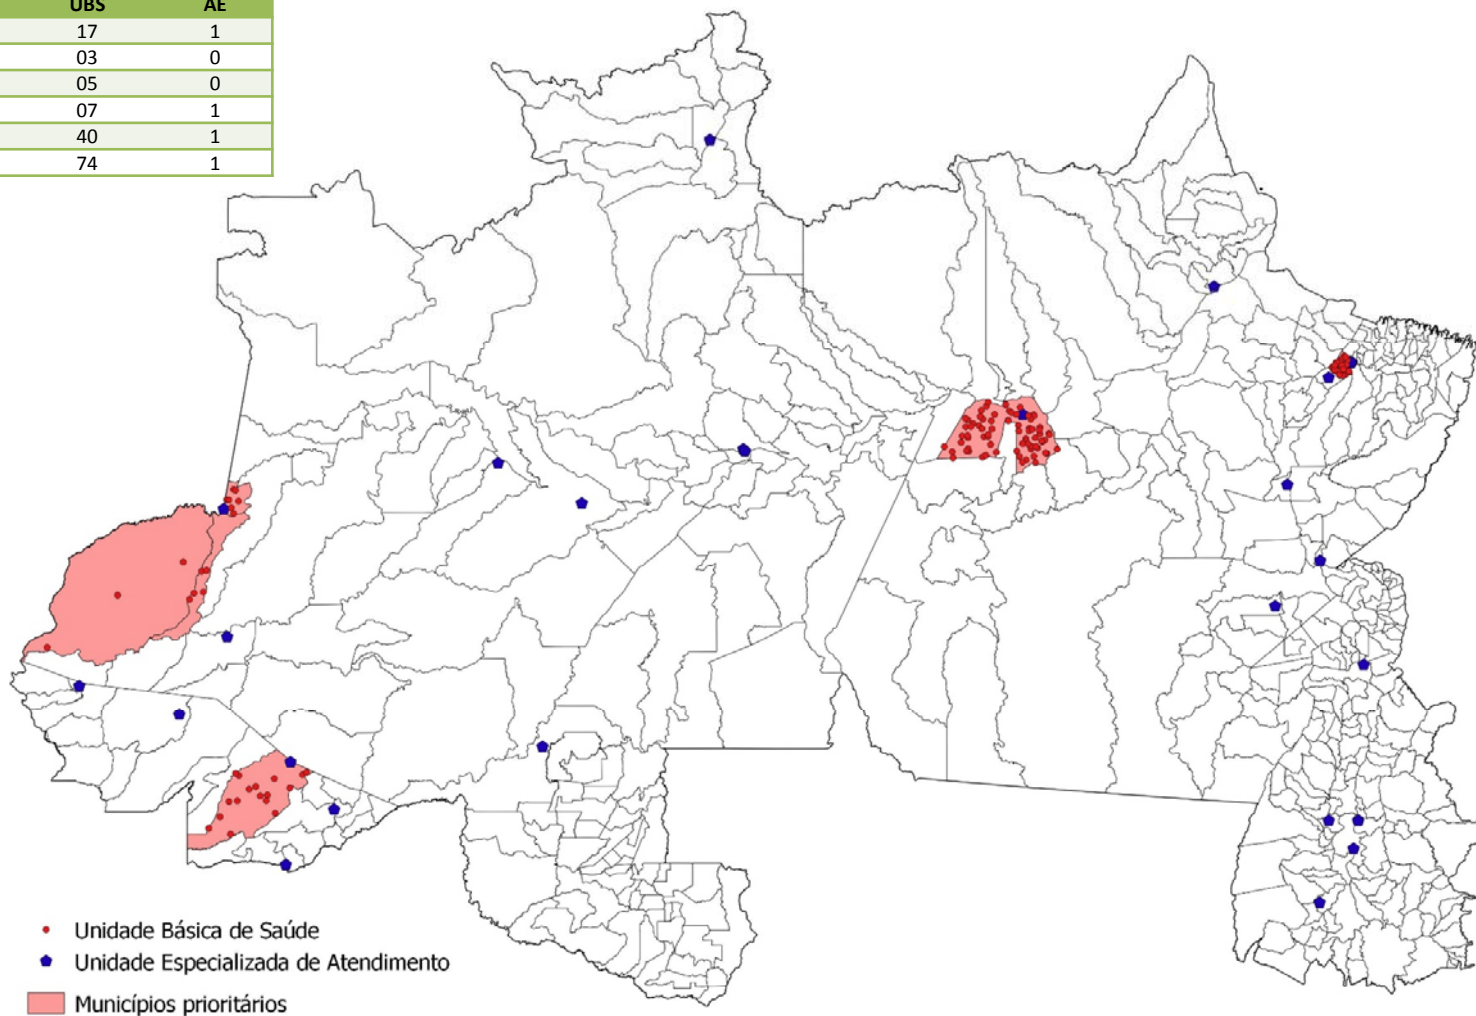 UBS AE
17 1
03 0
05 0
07 1
40 1
74 1
Unidade Básica de Saúde
Unidade Especializada de Atendimento
Municípios prioritários